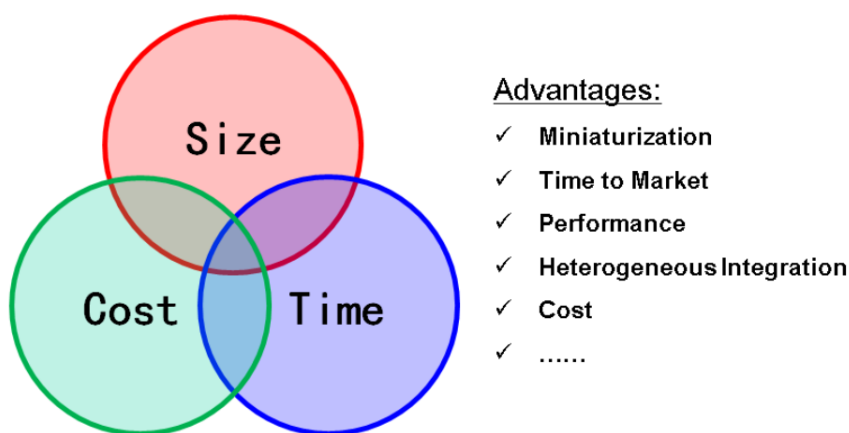 Size
Cost
Time
Advantages:
✓ Miniaturization
✓ Time to Market
✓ Performance
✓ Heterogeneous Integration
✓ Cost
✓ ……